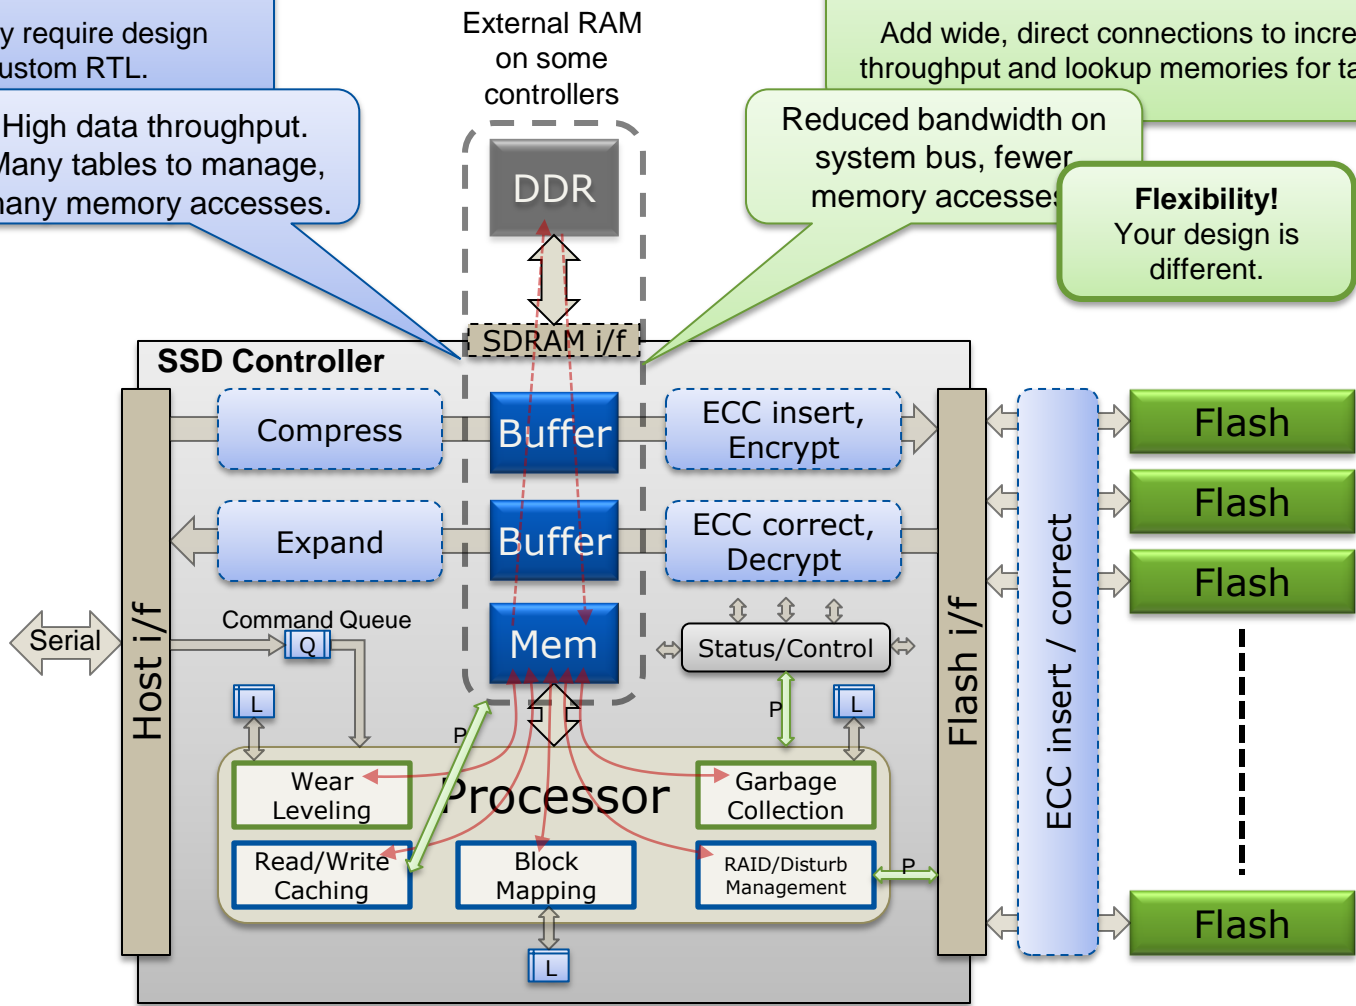 External RAM
on some
controllers
require design
RTL.
High data throughput.
Many tables to manage,
many memory accesses.
Add wide, direct connections to
throughput and lookup memories for
Reduced bandwidth on
system bus, fewer
memory accesses
Flexibility!
Your design is
different.
DDR
SDRAM i/f
SSD Controller
Compress
Buffer
ECC insert,
Encrypt
Flash
Flash
Expand
Buffer
ECC correct,
Decrypt
Flash
Serial
Host i/f
Command Queue
Q
Mem
Status/Control
Flash i/f
ECC insert / correct
L
P
P
L
Processor
Wear
Leveling
Garbage
Collection
Read/Write
Caching
Block
Mapping
RAID/Disturb
Management
P
Flash
L